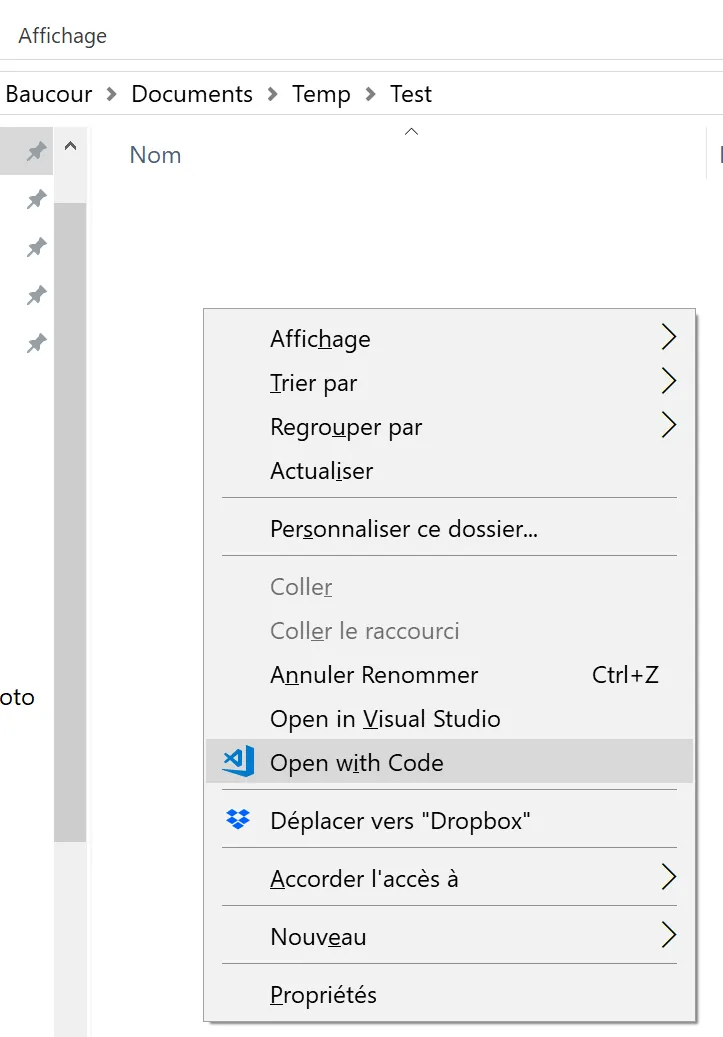 Affichage
Baucour > Documents > Temp > Test
Nom
oto
Affichage
Trier par
Regrouper par
Actualiser
Personnaliser ce dossier...
Coller
Coller le raccourci
Annuler Renommer Ctrl+Z
Open in Visual Studio
Open with Code
Déplacer vers "Dropbox"
Accorder l'accès à
Nouveau
Propriétés